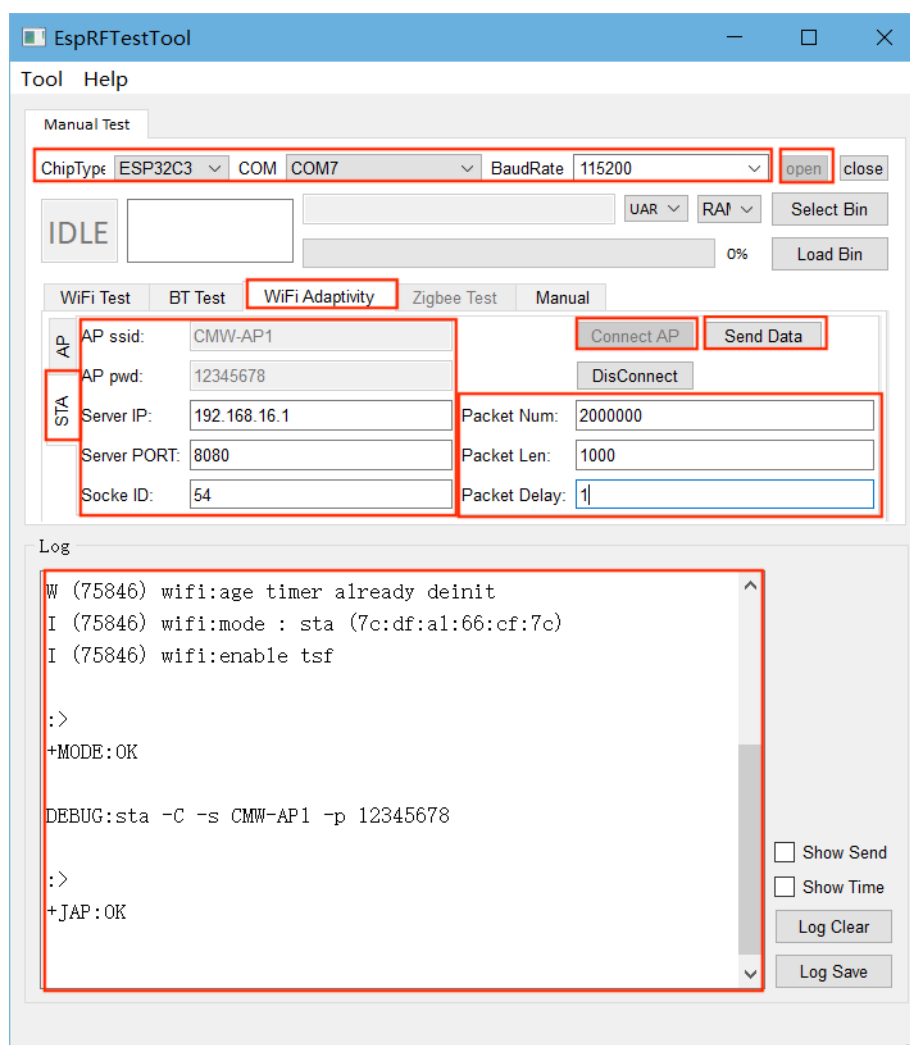 EspRFTestTool
Tool Help
Manual Test
ChipType ESP32C3 COM COM7 BaudRate 115200 open close
IDLE UAR RAM Select Bin
0% Load Bin
WiFi Test BT Test WiFi Adaptivity Zigbee Test Manual
AP
STA
AP ssid: CMW-AP1 Connect AP Send Data
AP pwd: 12345678 DisConnect
Server IP: 192.168.16.1 Packet Num: 2000000
Server PORT: 8080 Packet Len: 1000
Socke ID: 54 Packet Delay: 1
Log
W (75846) wifi:age timer already deinit
I (75846) wifi:mode : sta (7c:df:a1:66:cf:7c)
I (75846) wifi:enable tsf
:>
+MODE:OK
DEBUG:sta -C -s CMW-AP1 -p 12345678
:>
+JAP:OK
Show Send
Show Time
Log Clear
Log Save